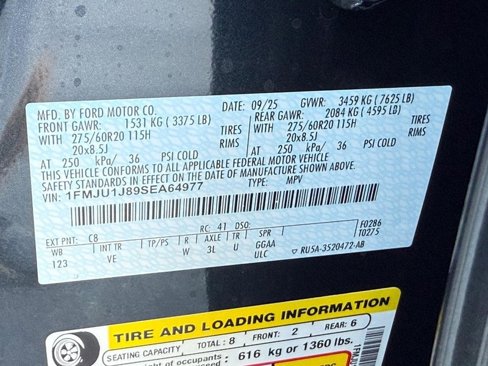 MFD. BY FORD MOTOR CO. DATE: 09/25 GVWR: 3459 KG ( 7625 LB)
FRONT GAWR: 1531 KG ( 3375 LB) REAR GAWR: 2084 KG ( 4595 LB)
WITH 275/60R20 115H TIRES WITH 275/60R20 115H TIRES
20x8.5J RIMS 20x8.5J RIMS
AT 250 kPa/ 36 PSI COLD AT 250 kPa/ 36 PSI COLD
THIS VEHICLE CONFORMS TO ALL APPLICABLE FEDERAL MOTOR VEHICLE
SAFETY STANDARDS IN EFFECT ON THE DATE OF MANUFACTURE SHOWN ABOVE.
VIN: 1FMJU1J89SEA64977 TYPE: MPV
F0286
T0275
EXT PNT: C8 RC: 41 DSO:
WB INT TR TP/PS R AXLE TR SPR
123 VE W 3L U GGAA
ULC RU5A-3520472-AB
TIRE AND LOADING INFORMATION
SEATING CAPACITY TOTAL: 8 FRONT: 2 REAR: 6
of occupants: 616 kg or 1360 lbs.